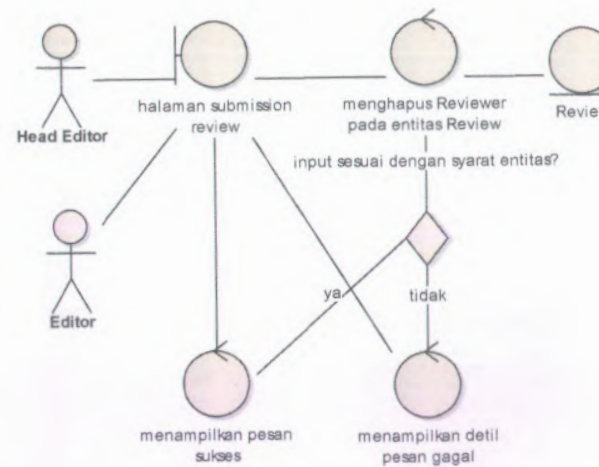 halaman submission
review
menghapus Reviewer
pada entitas Review
Review
Head Editor
input sesuai dengan syarat entitas?
Editor
ya
tidak
menampilkan pesan
sukses
menampilkan detil
pesan gagal